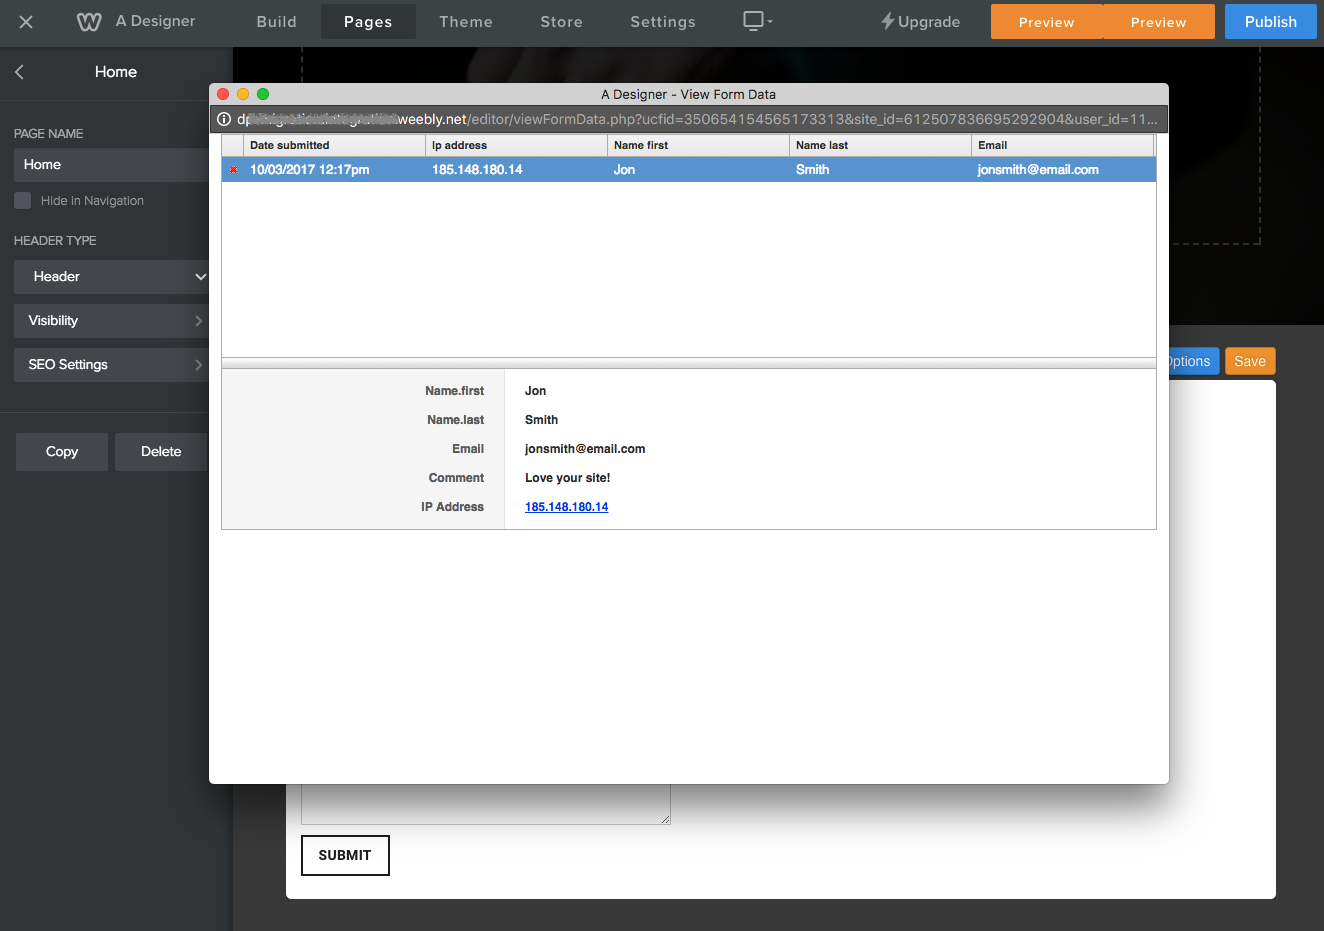 A Designer
Build
Pages
Theme
Store
Settings
Upgrade
Preview
Preview
Publish
Home
A Designer - View Form Data
weebly.net/editor/viewFormData.php?ucfid=350654154565173313&site_id=612507836695292904&user_id=11...
PAGE NAME
Home
Hide In Navigation
HEADER TYPE
Header
Visibility
SEO Settings
Copy
Delete
Date submitted
Ip address
Name first
Name last
Email
10/03/2017 12:17pm
185.148.180.14
Jon
Smith
jonsmith@email.com
Name.first
Jon
Name.last
Smith
Email
jonsmith@email.com
Comment
Love your site!
IP Address
185.148.180.14
Options
Save
SUBMIT